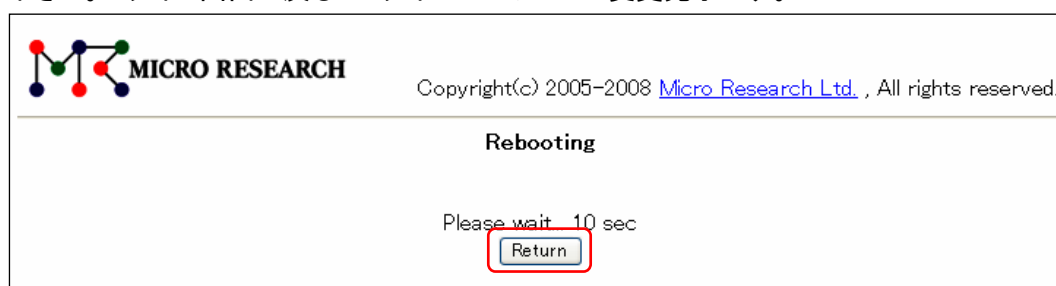 MICRO RESEARCH
Copyright(c) 2005-2008 Micro Research Ltd. , All rights reserved.
Rebooting
Please wait... 10 sec
Return